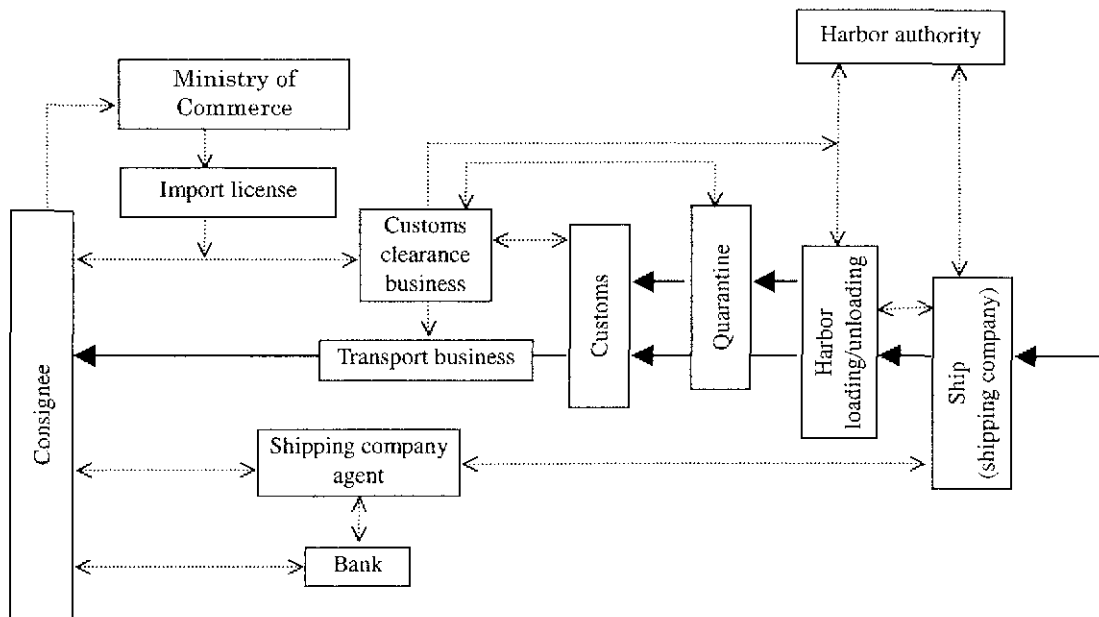 Harbor authority
Ministry of
Commerce
Import license
Customs
clearance
business
Quarantine
Customs
Harbor
loading/unloading
Ship
(shipping company)
Transport business
Consignee
Shipping company
agent
Bank